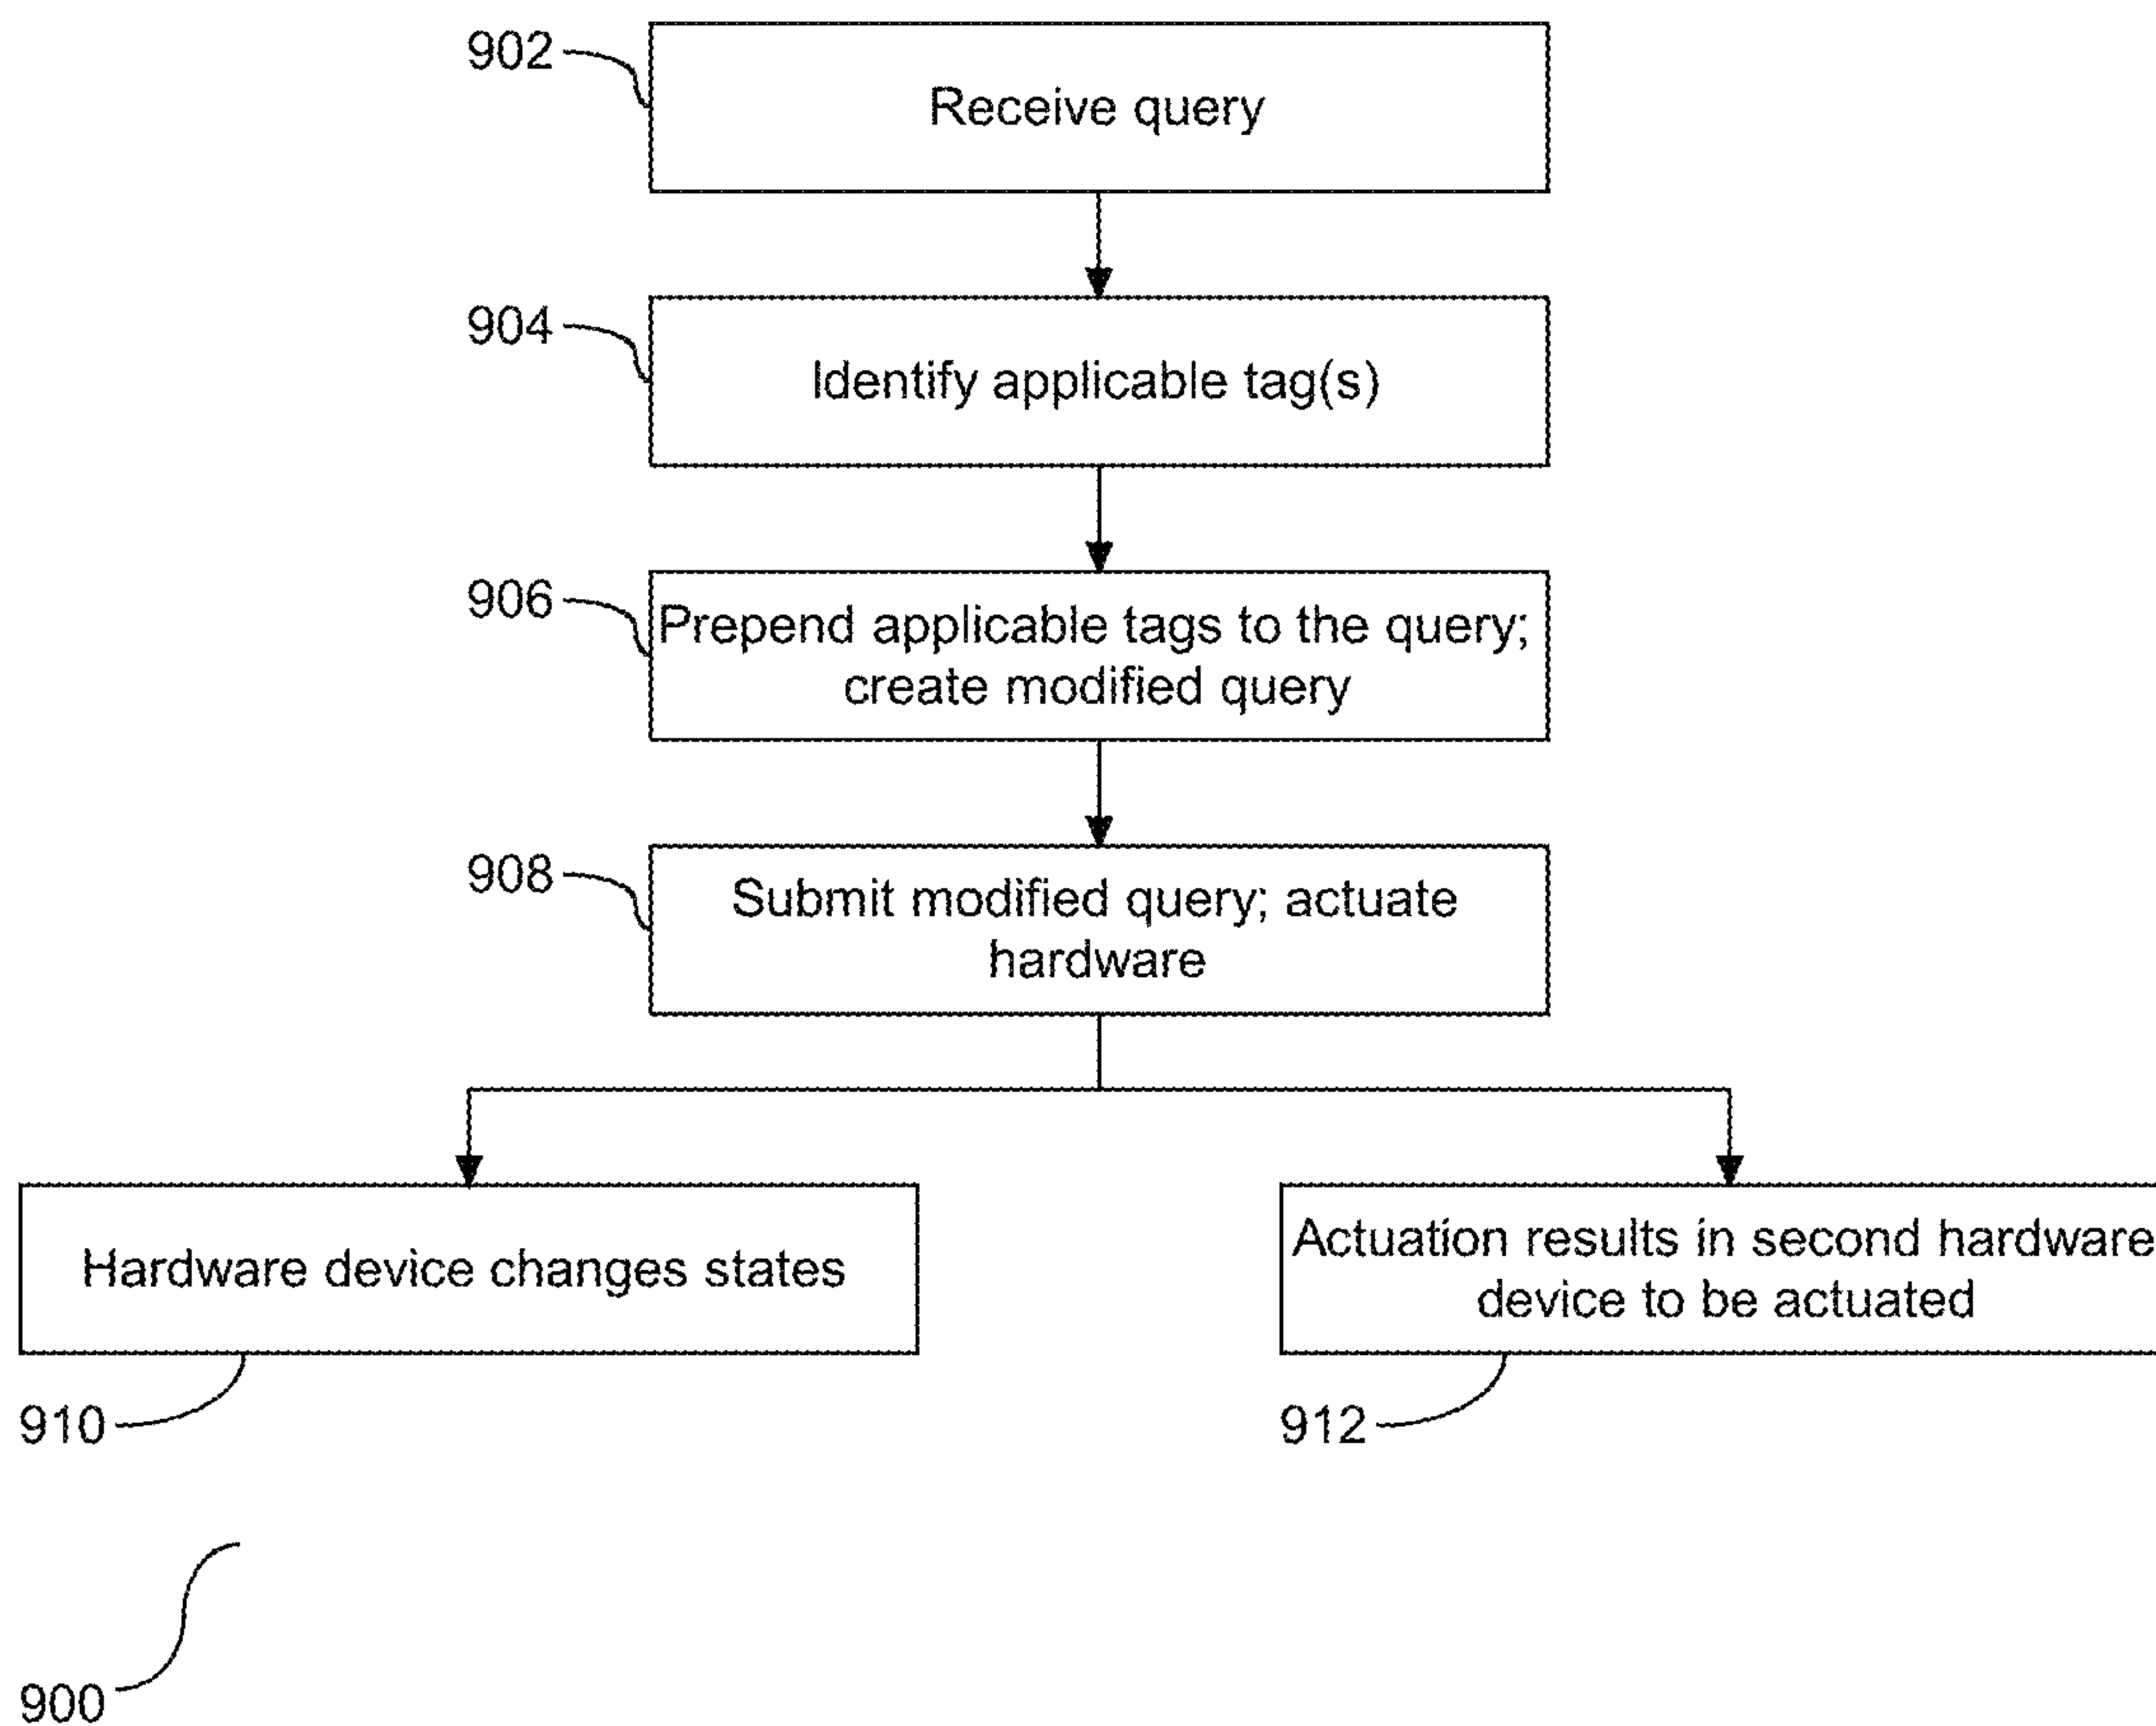 902
Receive query
904
Identify applicable tag(s)
906
Prepend applicable tags to the query;
create modified query
908
Submit modified query; actuate
hardware
Hardware device changes states
Actuation results in second hardware
device to be actuated
910
912
900